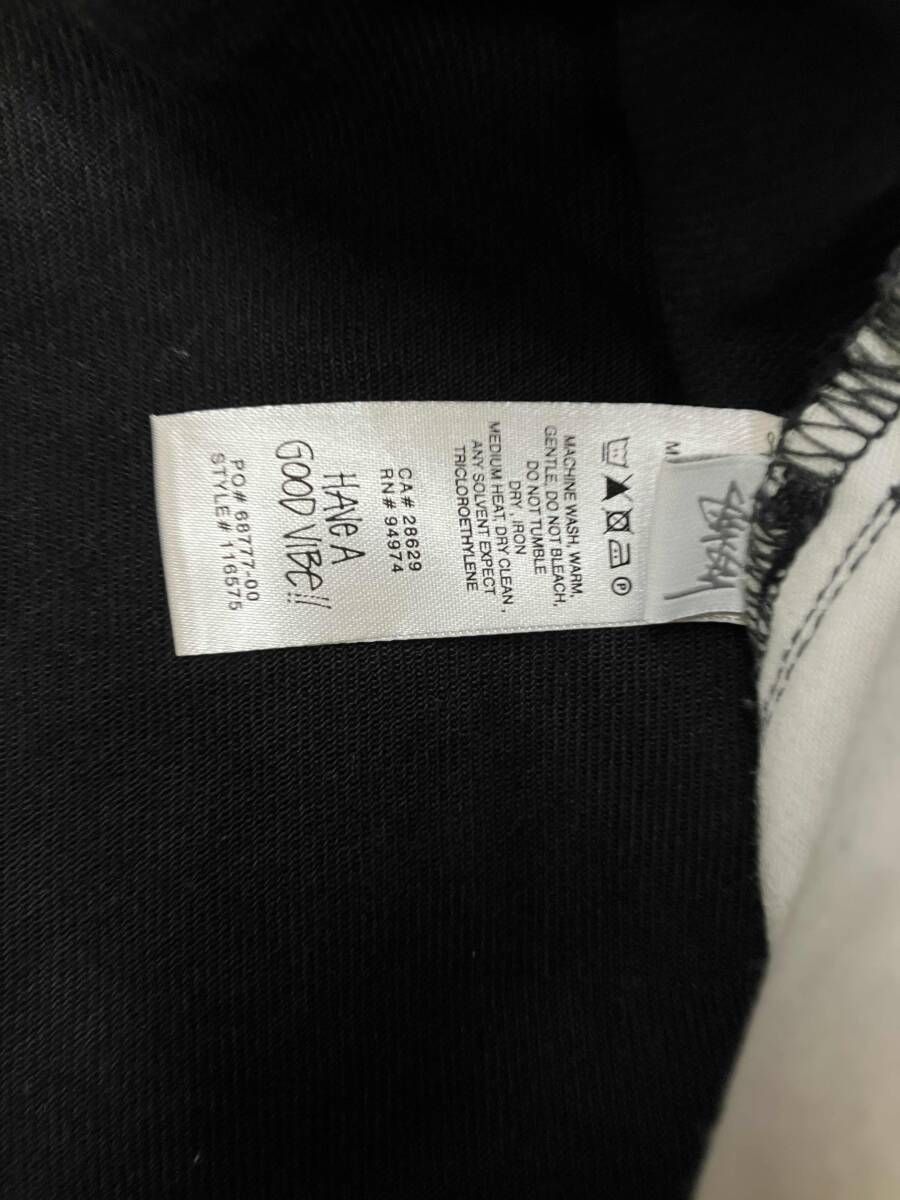 STÜSSY
MACHINE WASH, WARM,
GENTLE, DO NOT BLEACH,
DO NOT TUMBLE
DRY, IRON
MEDIUM HEAT DRY CLEAN ,
ANY SOLVENT EXPECT
TRICLOROETHYLENE
CA# 28629
RN# 94974
HAVE A
GOOD VIBE!!
PO# 68777-00
STYLE# 116575